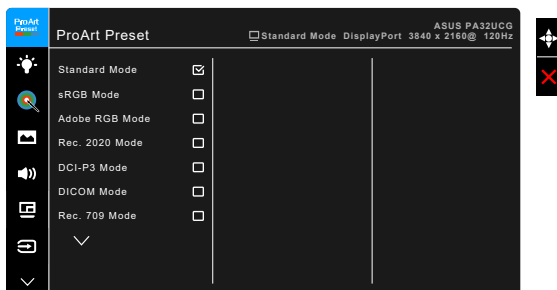 ProArt
Preset
ProArt Preset
ASUS PA32UCG
Standard Mode DisplayPort 3840 x 2160@ 120Hz
Standard Mode
sRGB Mode
Adobe RGB Mode
Rec. 2020 Mode
DCI-P3 Mode
DICOM Mode
Rec. 709 Mode